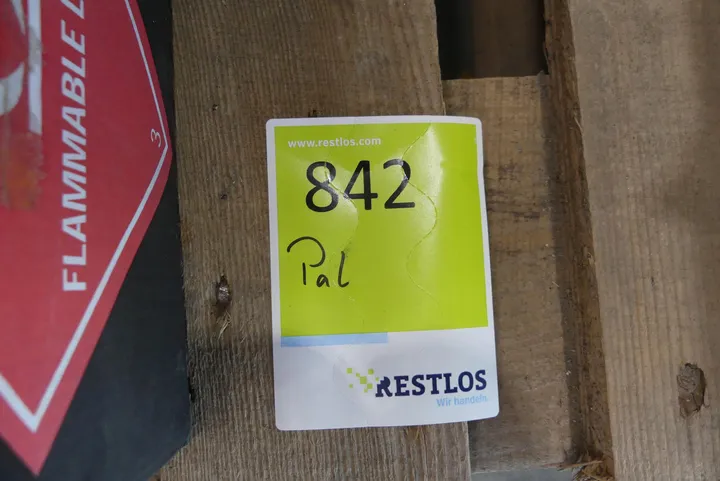 FLAMMABLE
3
www.restlos.com
842
Pal
RESTLOS
Wir handeln